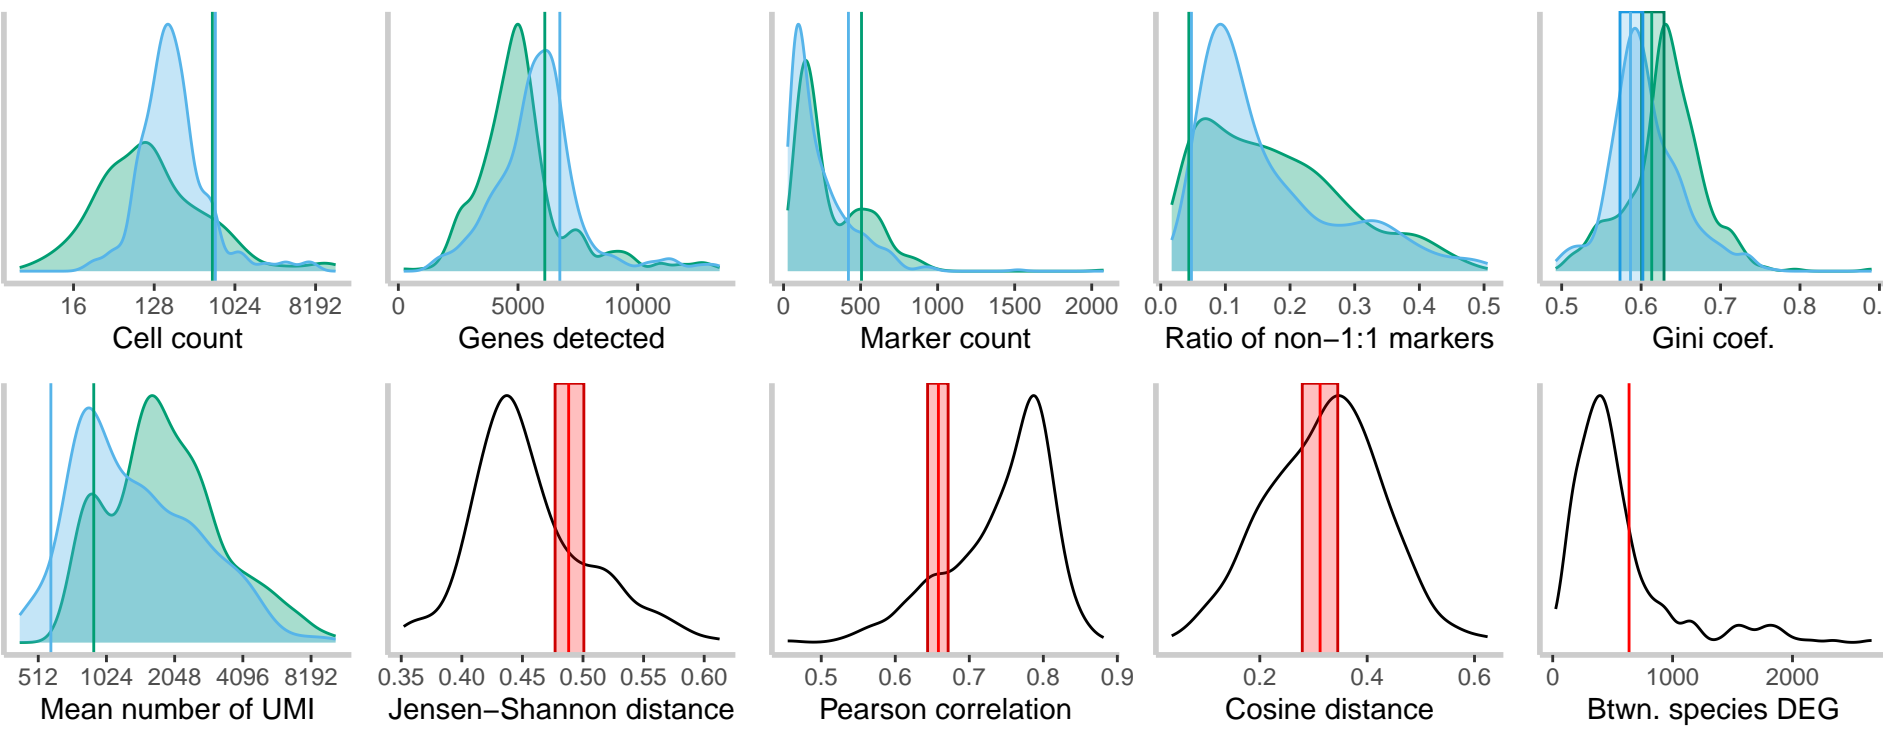 16 128 1024 8192
Cell count
0 5000 10000
Genes detected
0 500 1000 1500 2000
Marker count
0.0 0.1 0.2 0.3 0.4 0.5
Ratio of non−1:1 markers
0.5 0.6 0.7 0.8 0.
Gini coef.
512 1024 2048 4096 8192
Mean number of UMI
0.35 0.40 0.45 0.50 0.55 0.60
Jensen−Shannon distance
0.5 0.6 0.7 0.8 0.9
Pearson correlation
0.2 0.4 0.6
Cosine distance
0 1000 2000
Btwn. species DEG